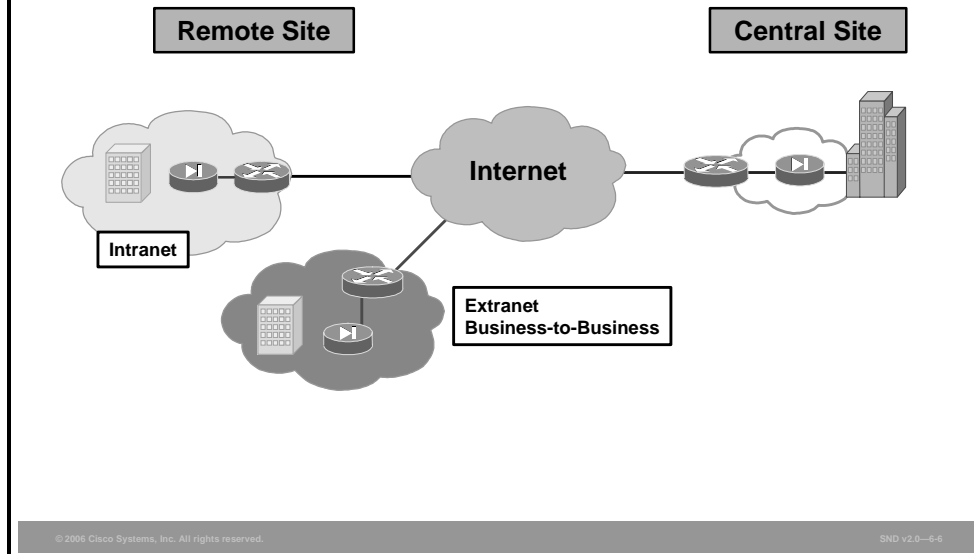 Remote Site
Central Site
Internet
Intranet
Extranet
Business-to-Business
© 2006 Cisco Systems, Inc. All rights reserved.
SND v2.0—6-6